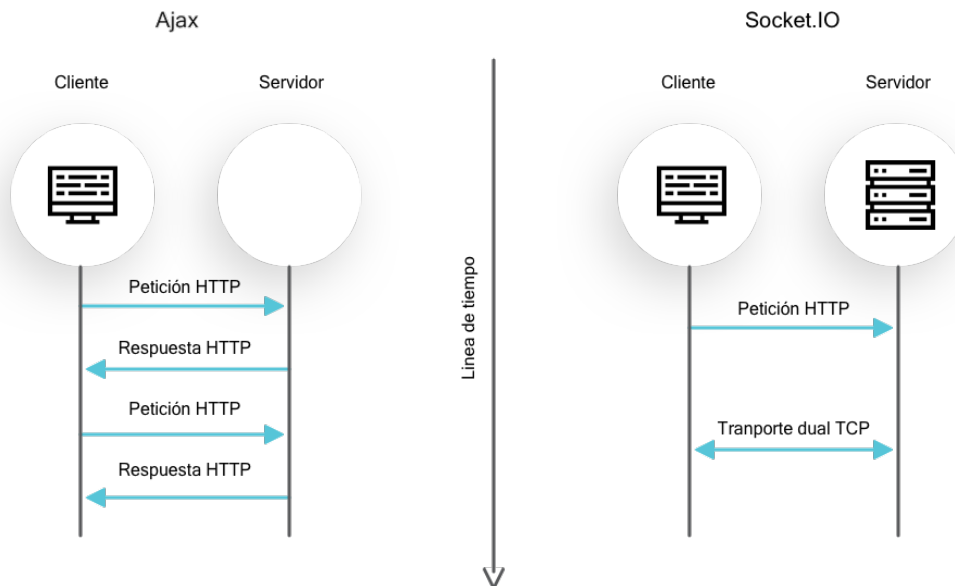 Ajax
Socket.IO
Cliente
Servidor
Cliente
Servidor
Petición HTTP
Respuesta HTTP
Petición HTTP
Respuesta HTTP
Linea de tiempo
Petición HTTP
Tranporte dual TCP